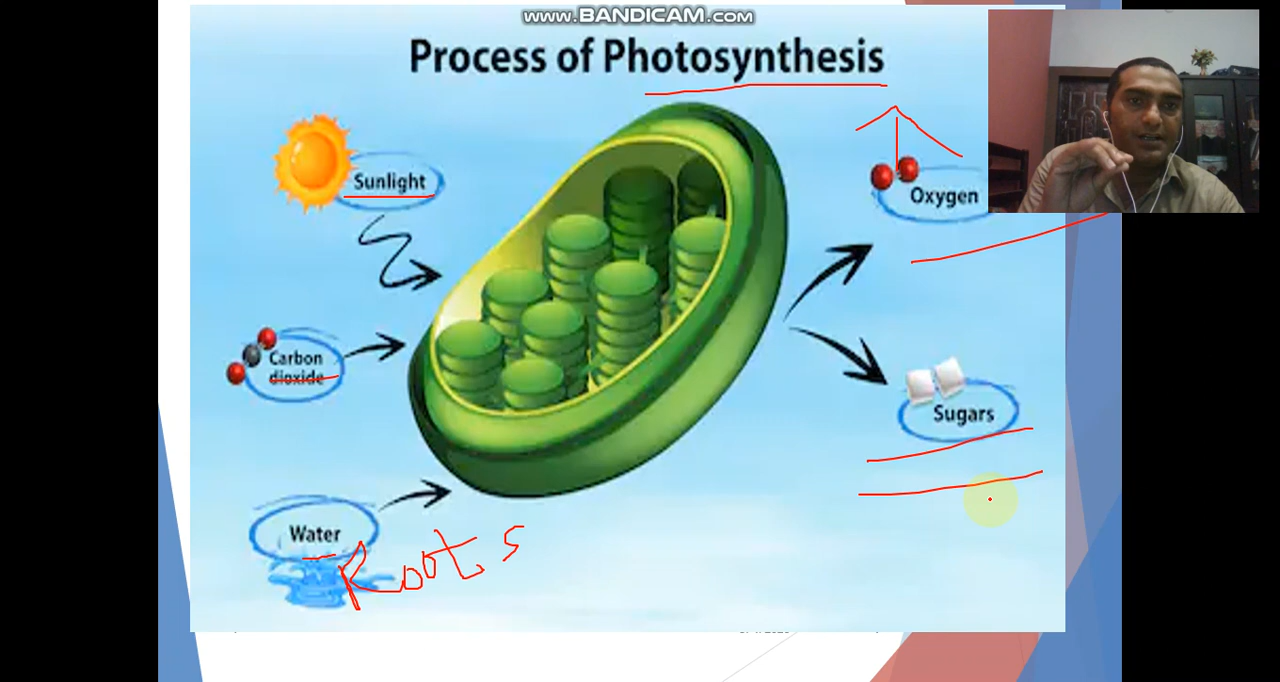 www.BANDICAM.com
Process of Photosynthesis
Sunlight
Oxygen
Carbon
dioxide
Sugars
Water
Roots